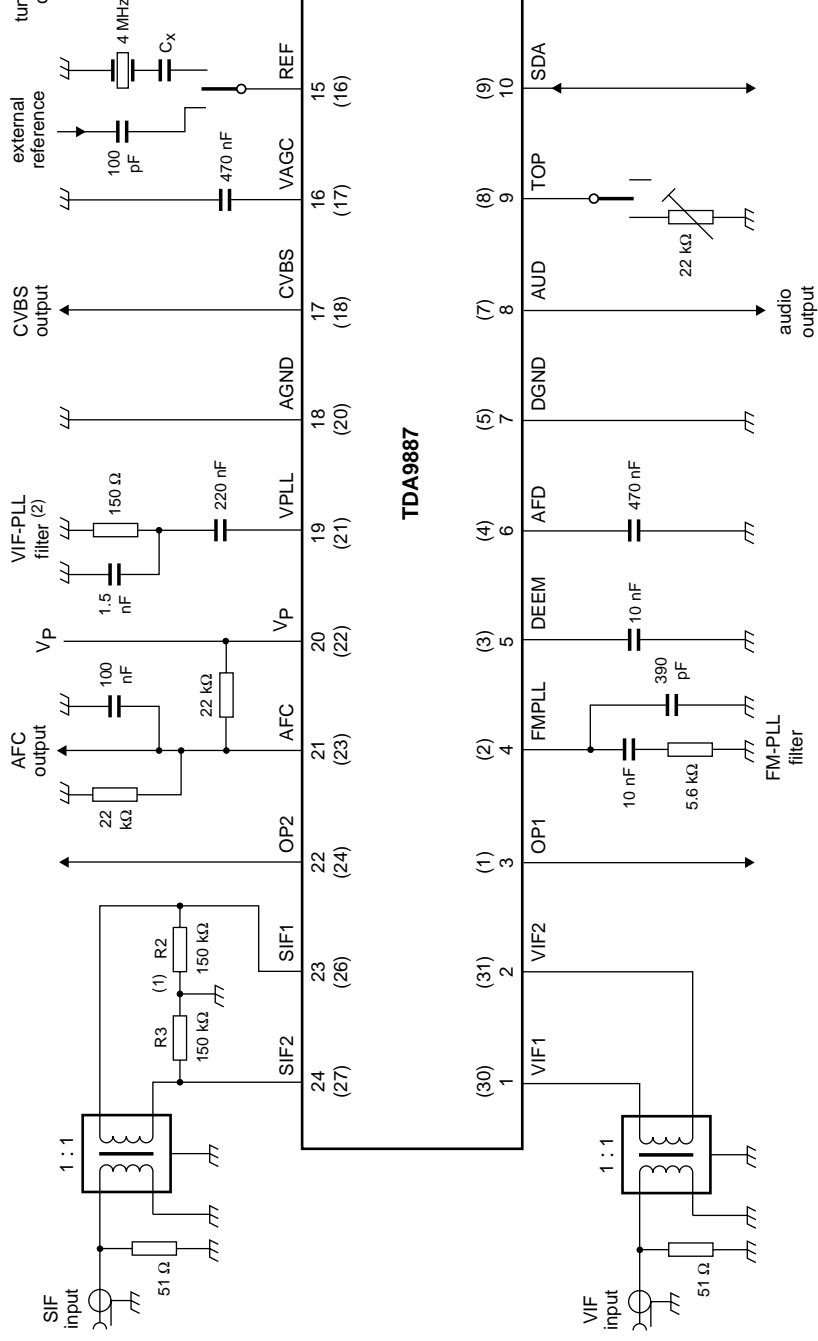 SIF
input
51 Ω
1 : 1
SIF2
24
(27)
R3
150 kΩ
(1)
R2
150 kΩ
SIF1
23
(26)
OP2
22
(24)
AFC
output
22
kΩ
100
nF
22 kΩ
AFC
21
(23)
VP
VP
20
(22)
VIF-PLL
filter (2)
1.5
nF
150 Ω
220 nF
VPLL
19
(21)
AGND
18
(20)
CVBS
output
CVBS
17
(18)
VAGC
470 nF
16
(17)
external
reference
100
pF
4 MHz
CX
REF
15
(16)
tun
TDA9887
VIF
input
51 Ω
1 : 1
(30)
1
VIF1
(31)
2
VIF2
(1)
3
OP1
(2)
4
FMPLL
10 nF
5.6 kΩ
390
pF
FM-PLL
filter
(3)
5
DEEM
10 nF
(4)
6
AFD
470 nF
(5)
7
DGND
(7)
8
AUD
audio
output
(8)
9
TOP
22 kΩ
(9)
10
SDA